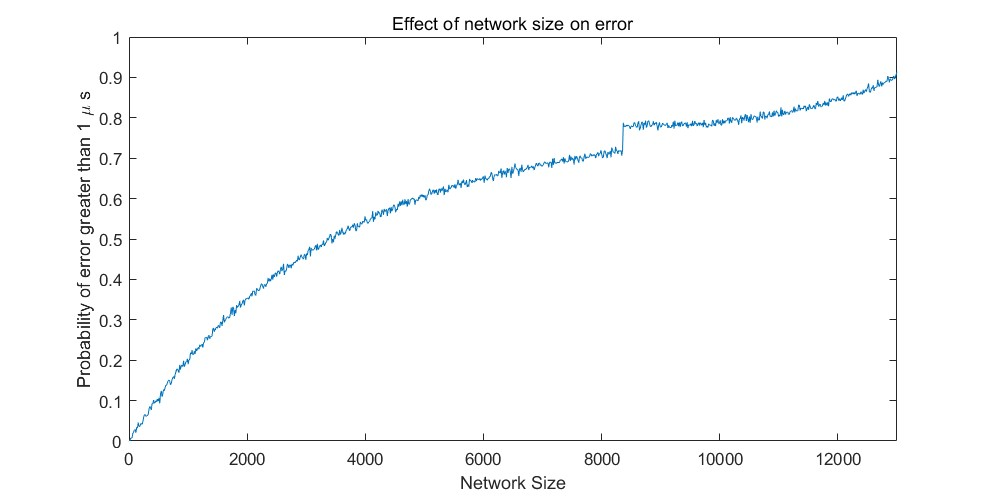 Effect of network size on error
Probability of error greater than 1 μ s
1
0.9
0.8
0.7
0.6
0.5
0.4
0.3
0.2
0.1
0
0 2000 4000 6000 8000 10000 12000
Network Size